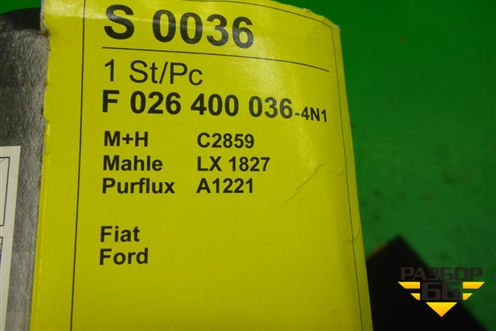 S 0036
1 St/Pc
F 026 400 036-4N1
M+H C2859
Mahle LX 1827
Purflux A1221
Fiat
Ford
РАЗБОР
66